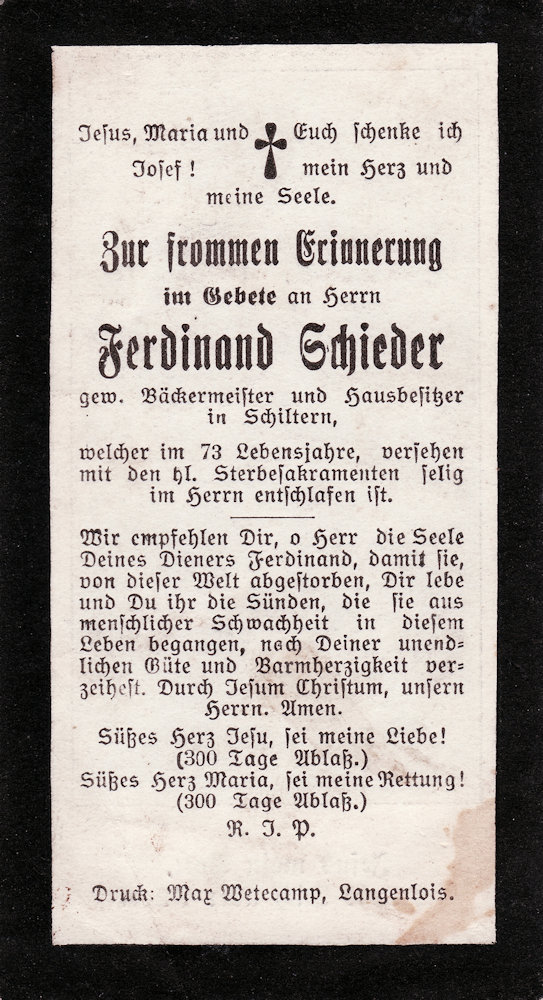 Jesus, Maria und † Euch schenke ich
Josef! mein Herz und
meine Seele.
Zur frommen Erinnerung
im Gebete an Herrn
Ferdinand Schieder
gew. Bäckermeister und Hausbesitzer
in Schiltern,
welcher im 73 Lebensjahre, versehen
mit den hl. Sterbesakramenten selig
im Herrn entschlafen ist.
Wir empfehlen Dir, o Herr die Seele
Deines Dieners Ferdinand, damit sie,
von dieser Welt abgestorben, Dir lebe
und Du ihr die Sünden, die sie aus
menschlicher Schwachheit in diesem
Leben begangen, nach Deiner unend-
lichen Güte und Barmherzigkeit ver-
zeihest. Durch Jesum Christum, unsern
Herrn. Amen.
Süßes Herz Jesu, sei meine Liebe!
(300 Tage Ablaß.)
Süßes Herz Maria, sei meine Rettung!
(300 Tage Ablaß.)
R. I. P.
Druck: Max Wetecamp, Langenlois.